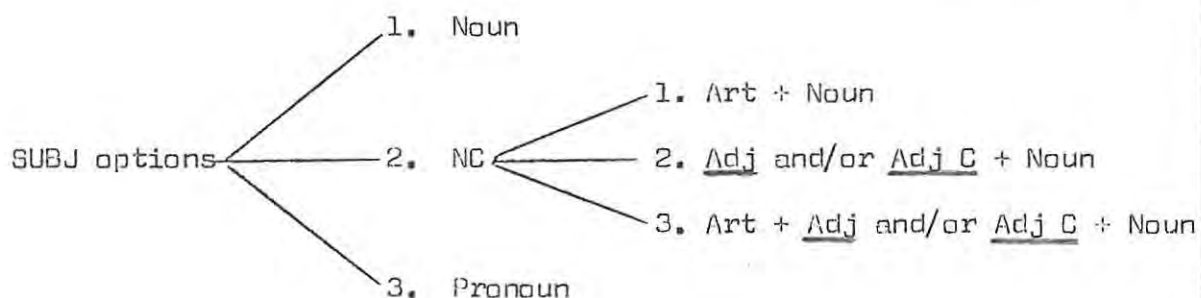 1. Noun
1. Art + Noun
SUBJ options
2. NC
2. Adj and/or Adj C + Noun
3. Art + Adj and/or Adj C + Noun
3. Pronoun